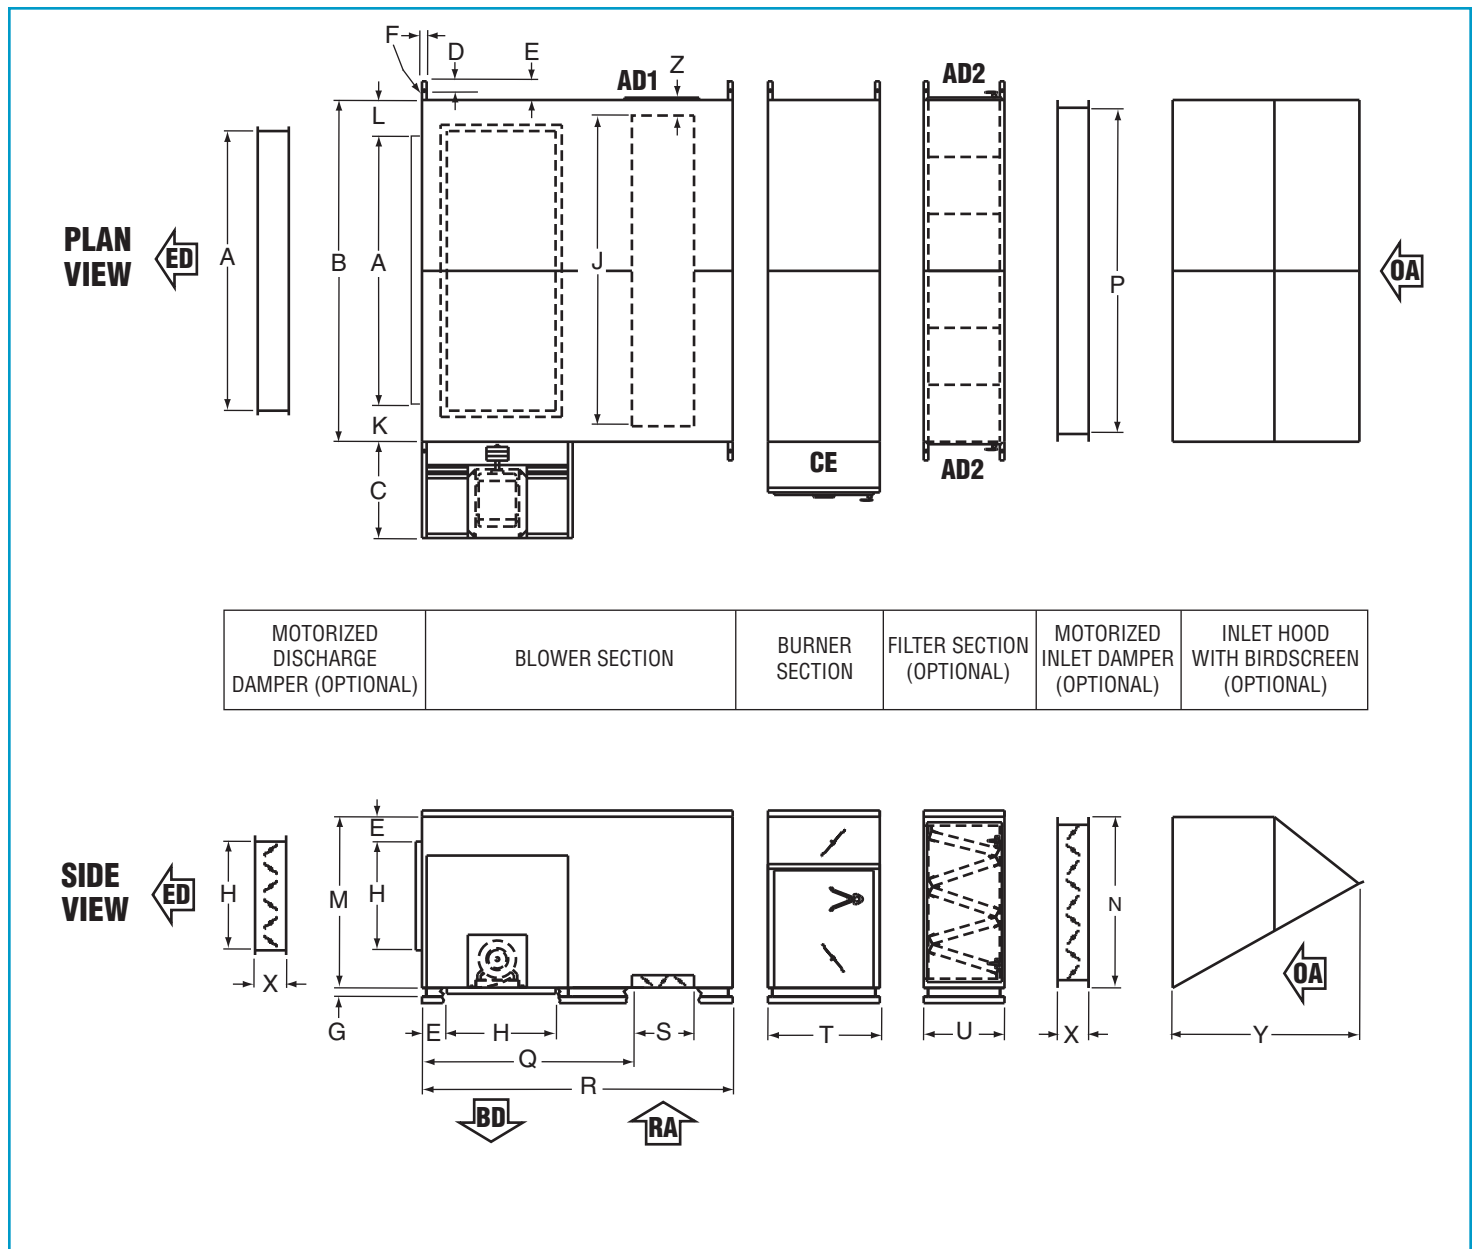 F
D
E
AD1
Z
AD2
L
PLAN
VIEW
ED
A
B
A
J
P
OA
K
C
CE
AD2
MOTORIZED
DISCHARGE
DAMPER (OPTIONAL)
BLOWER SECTION
BURNER
SECTION
FILTER SECTION
(OPTIONAL)
MOTORIZED
INLET DAMPER
(OPTIONAL)
INLET HOOD
WITH BIRDSCREEN
(OPTIONAL)
E
SIDE
VIEW
ED
H
M
H
N
OA
X
G
E
H
S
T
U
X
Y
Q
R
BD
RA